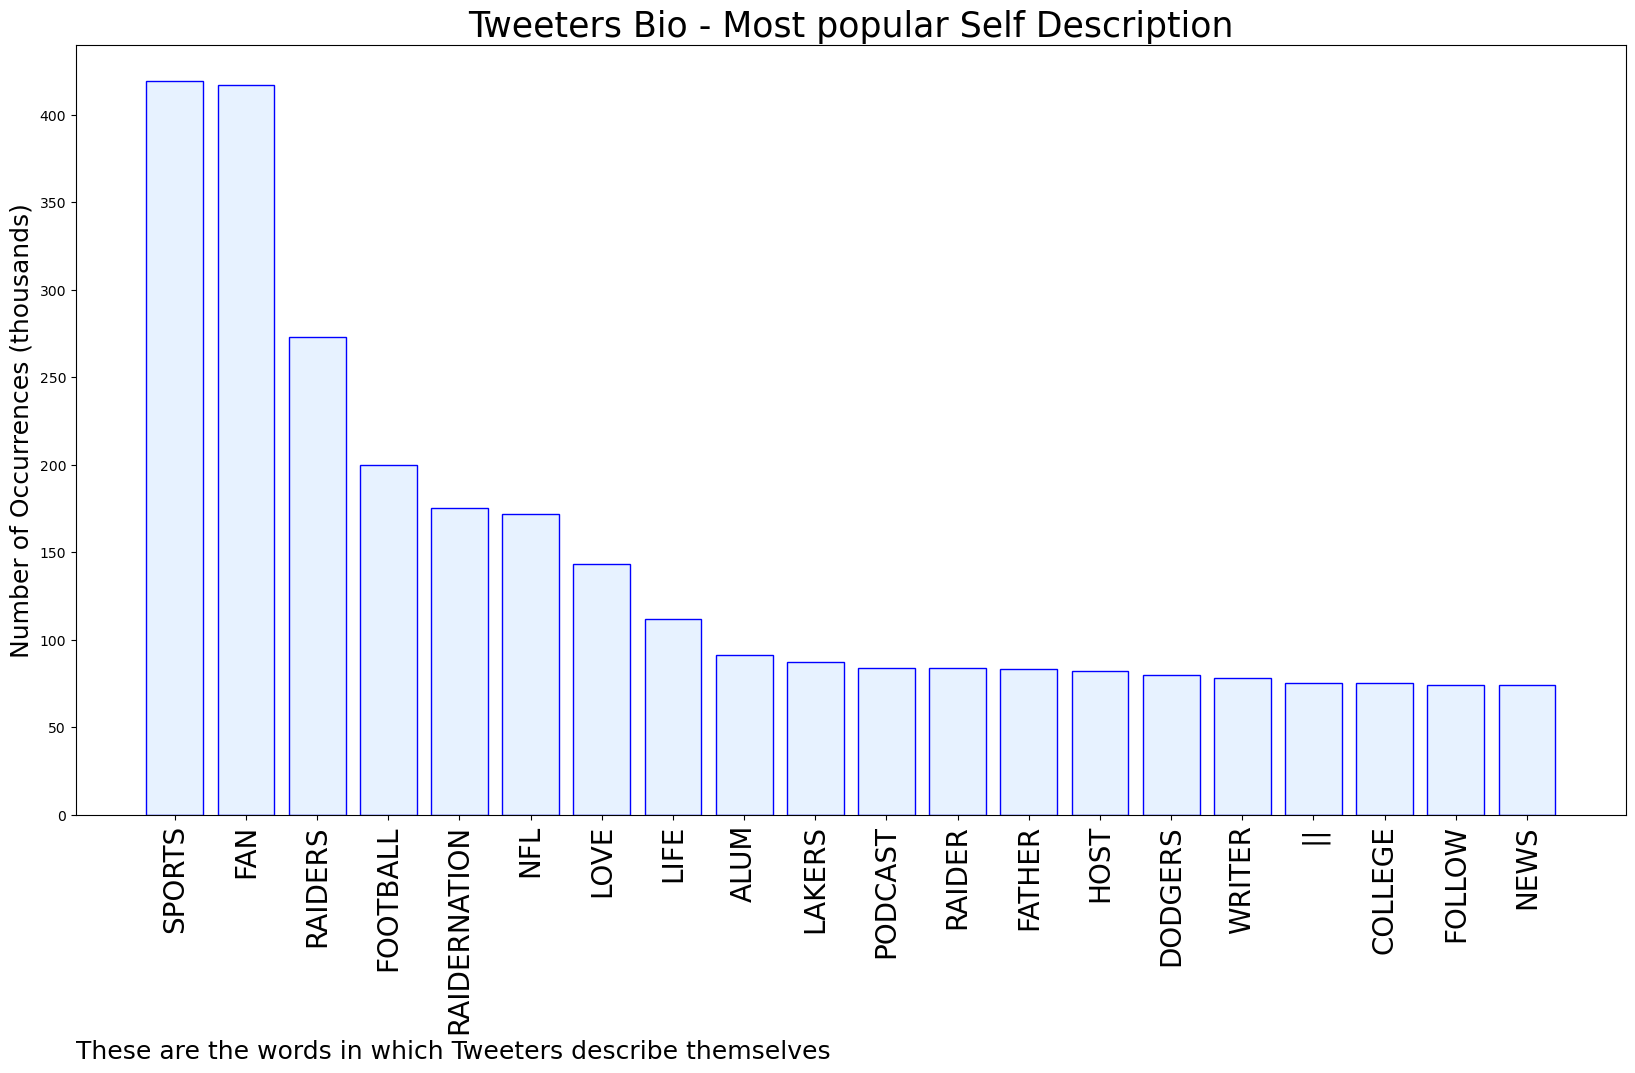 Tweeters Bio - Most popular Self Description
Number of Occurrences (thousands)
400
350
300
250
200
150
100
50
0
SPORTS
FAN
RAIDERS
FOOTBALL
RAIDERNATION
NFL
LOVE
LIFE
ALUM
LAKERS
PODCAST
RAIDER
FATHER
HOST
DODGERS
WRITER
||
COLLEGE
FOLLOW
NEWS
These are the words in which Tweeters describe themselves